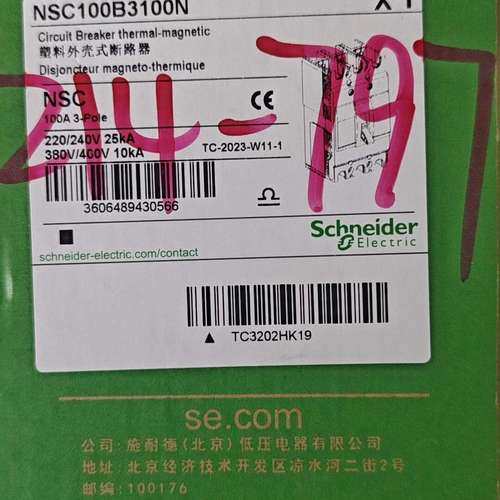 NSC100B3100N X 1
Circuit Breaker thermal-magnetic
塑料外壳式断路器
Disjoncteur magneto-thermique
NSC
100A 3-Pole
220/240V 25kA
380V/400V 10kA
TC-2023-W11-1
24-797
3606489430566
Schneider
Electric
schneider-electric.com/contact
TC3202HK19
se.com
公司: 施耐德(北京)低压电器有限公司
地址: 北京经济技术开发区凉水河二街2号
邮编: 100176